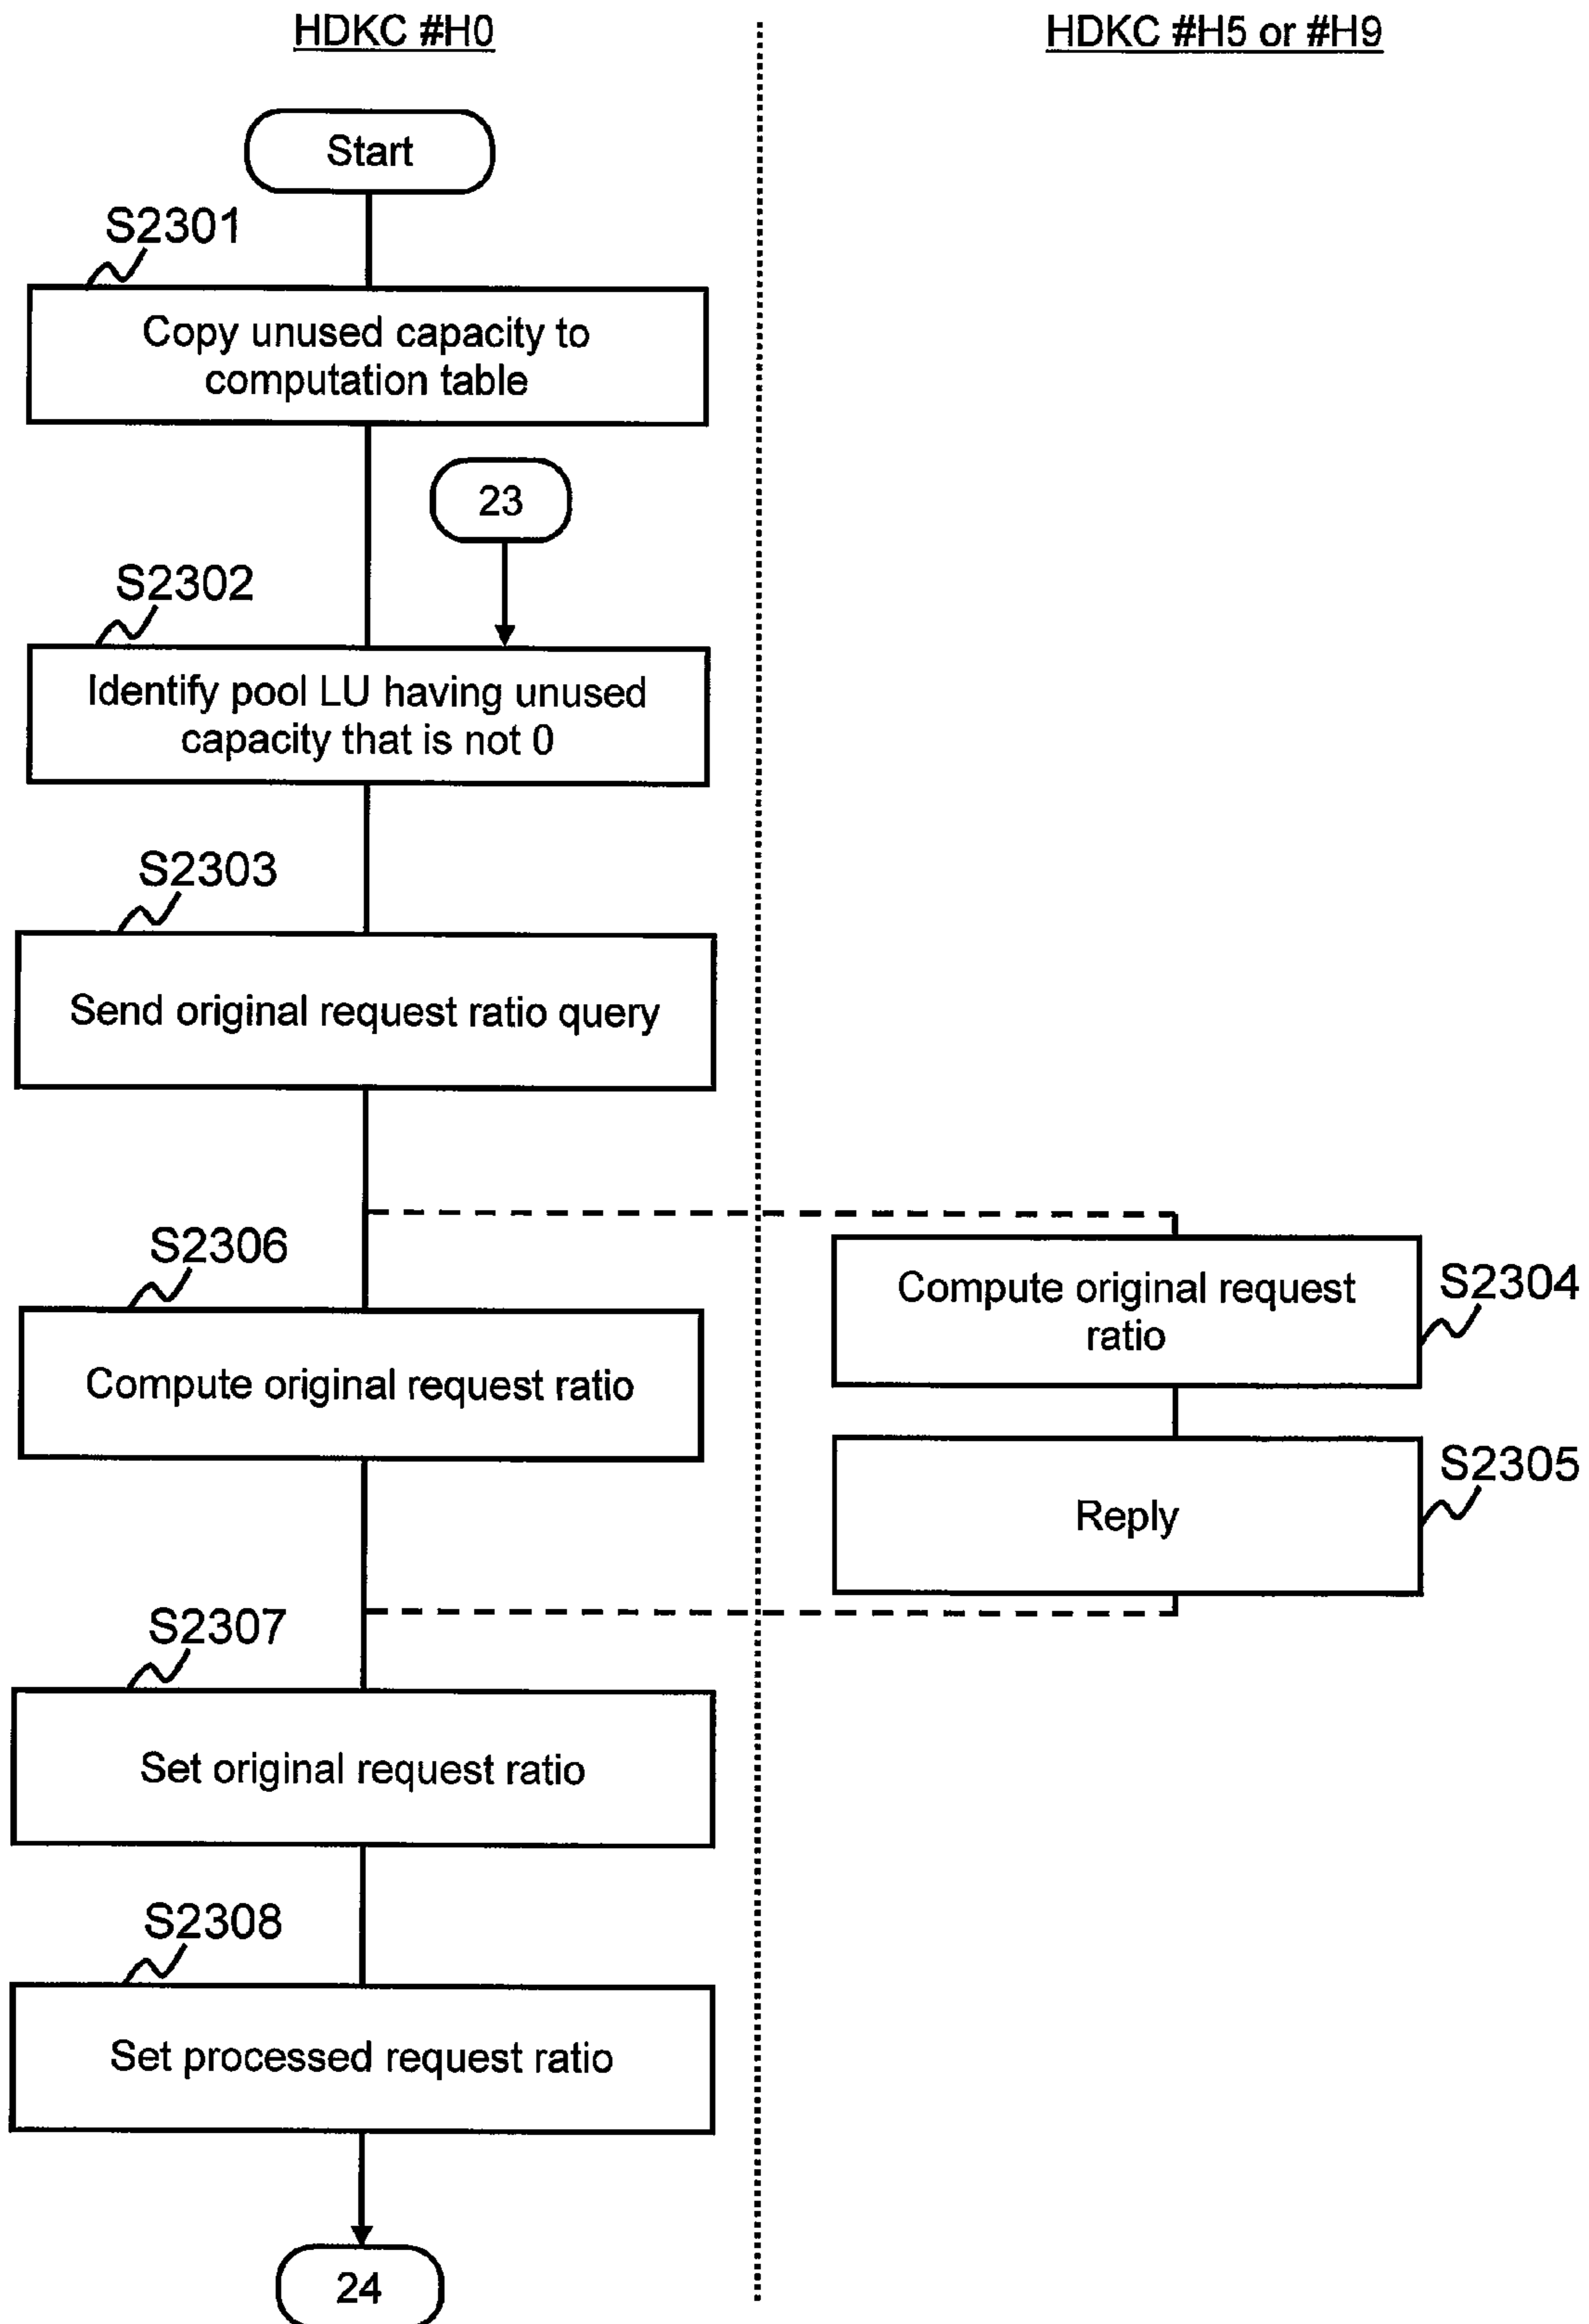 HDKC #H0
HDKC #H5 or #H9
Start
S2301
Copy unused capacity to
computation table
23
S2302
Identify pool LU having unused
capacity that is not 0
S2303
Send original request ratio query
S2306
Compute original request ratio
S2304
Compute original request
ratio
S2305
Reply
S2307
Set original request ratio
S2308
Set processed request ratio
24